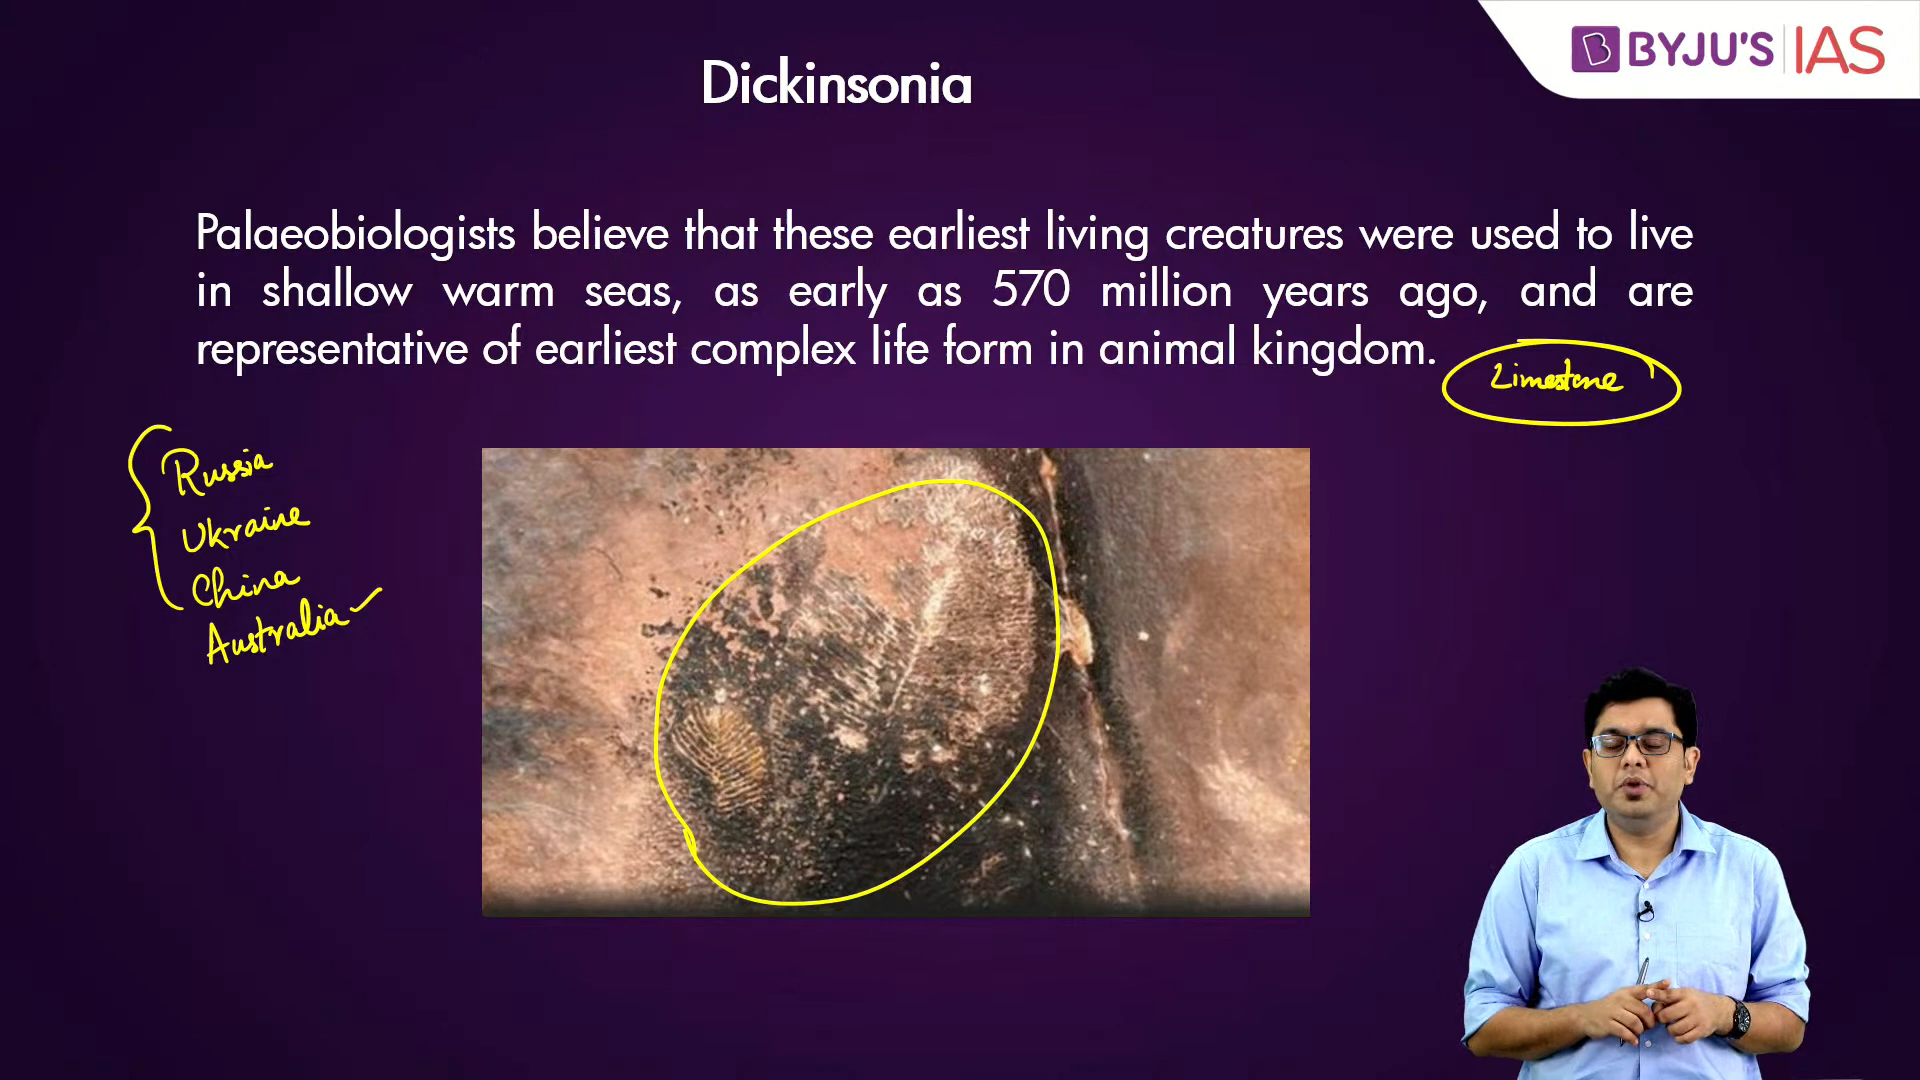 BYJU'S IAS
Dickinsonia
Palaeobiologists believe that these earliest living creatures were used to live
in shallow warm seas, as early as 570 million years ago, and are
representative of earliest complex life form in animal kingdom.
Limestone
Russia
Ukraine
China
Australia